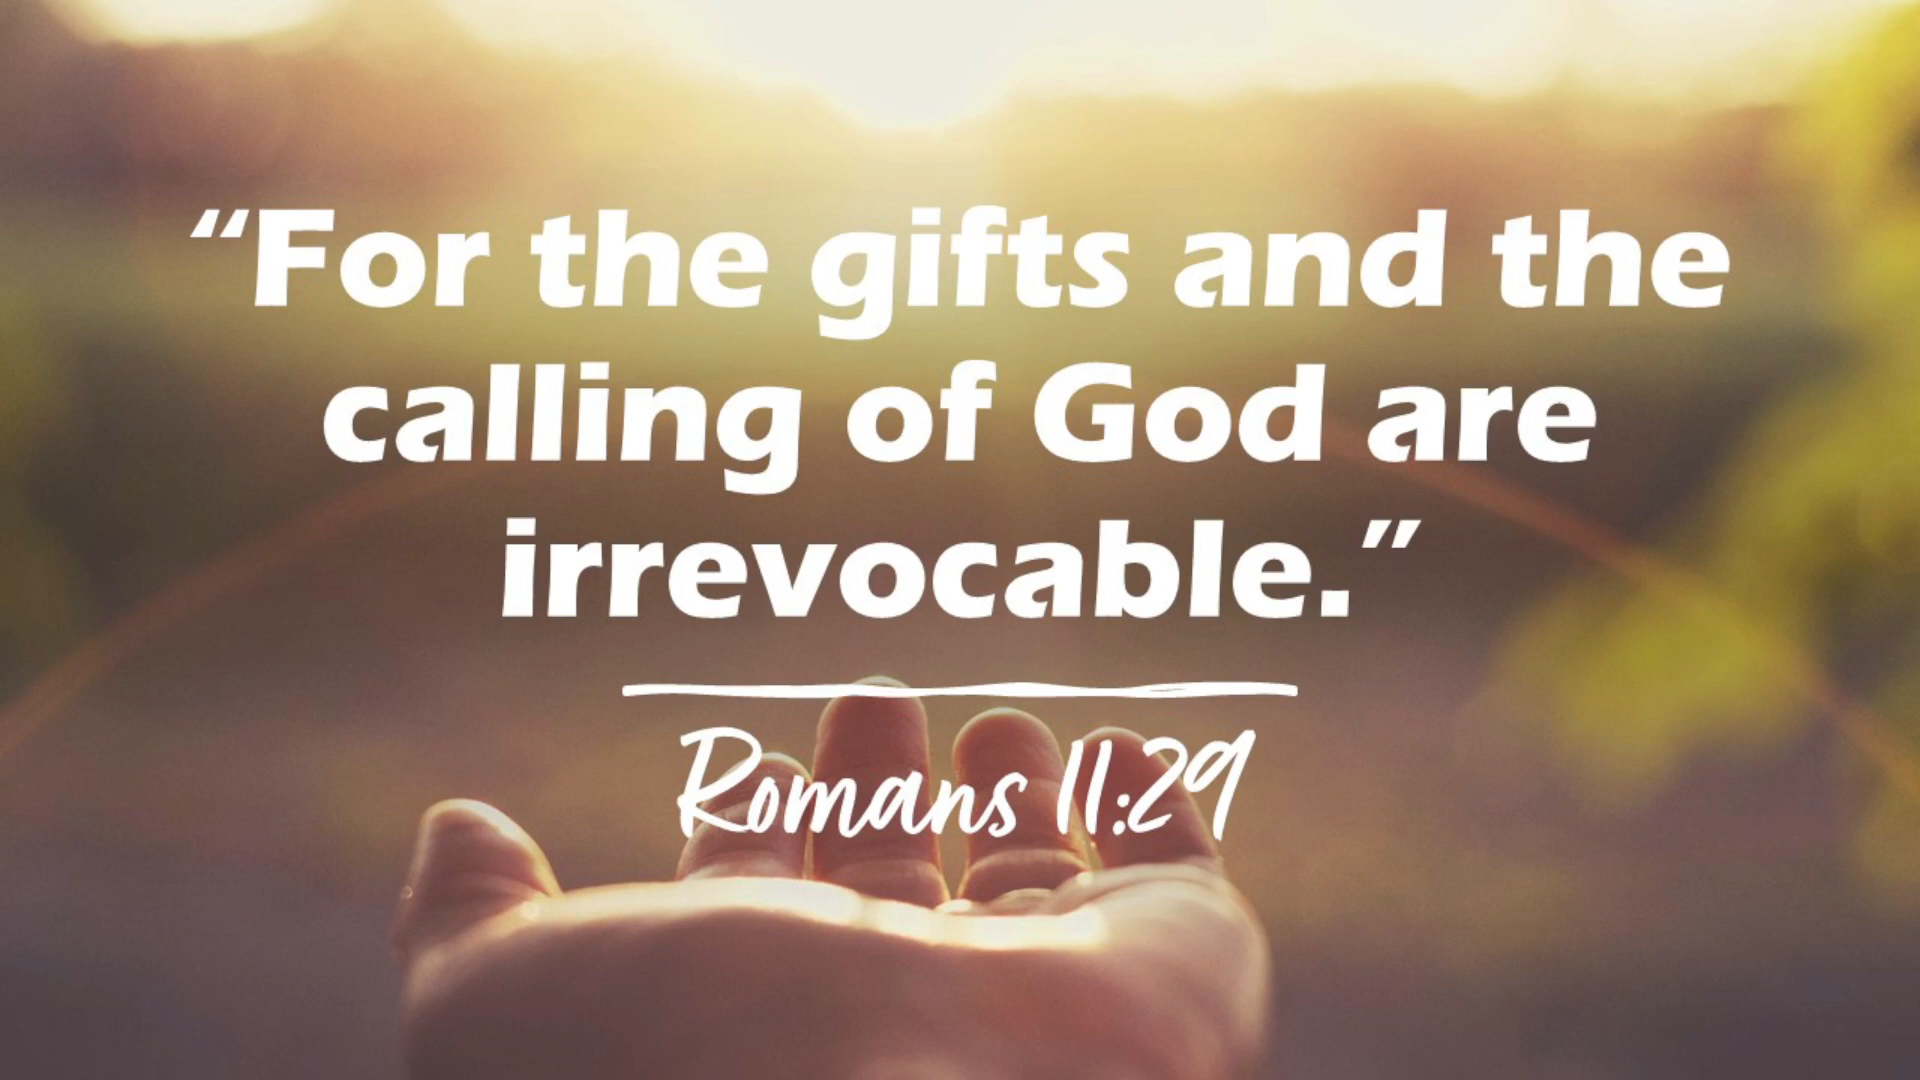 “For the gifts and the
calling of God are
irrevocable.”
Romans 11:29